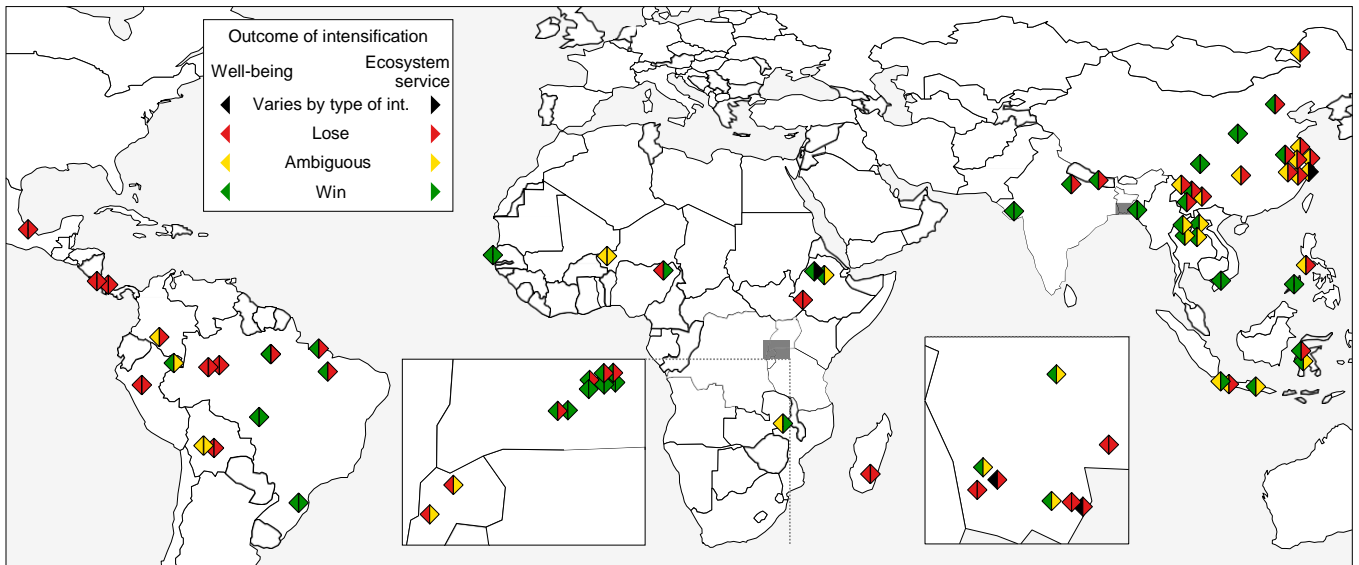 Outcome of intensification
Well-being
Ecosystem
service
Varies by type of int.
Lose
Ambiguous
Win